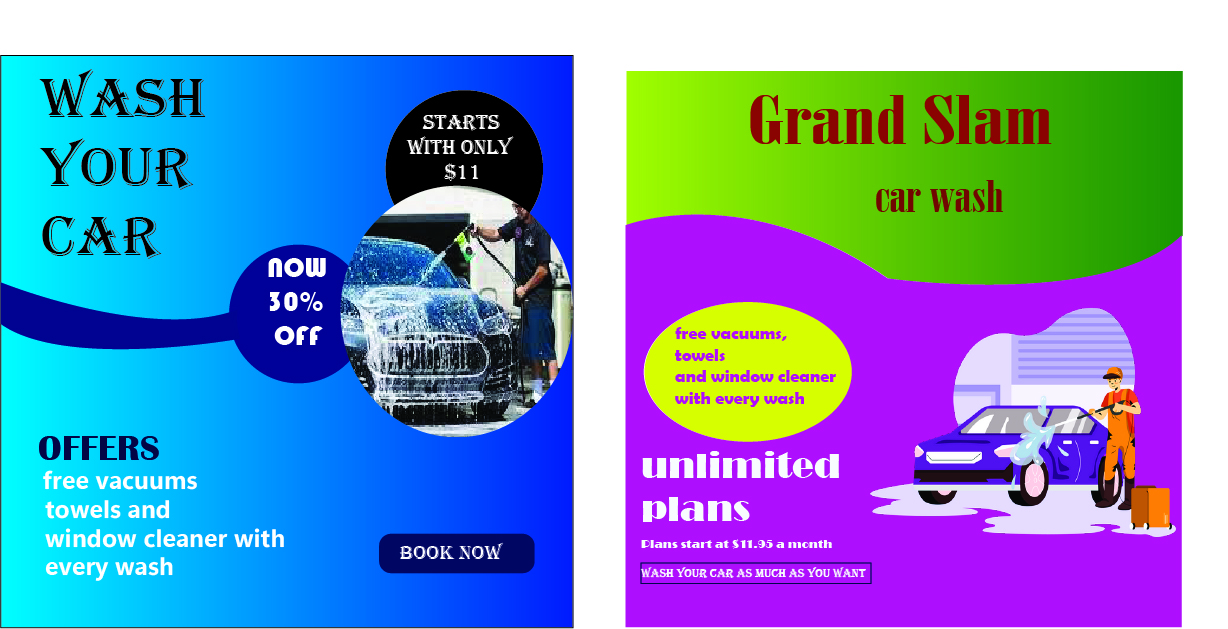 WASH
YOUR
CAR
STARTS
WITH ONLY
$11
NOW
30%
OFF
OFFERS
free vacuums
towels and
window cleaner with
every wash
BOOK NOW
Grand Slam
car wash
free vacuums,
towels
and window cleaner
with every wash
unlimited
plans
Plans start at $11.95 a month
WASH YOUR CAR AS MUCH AS YOU WANT